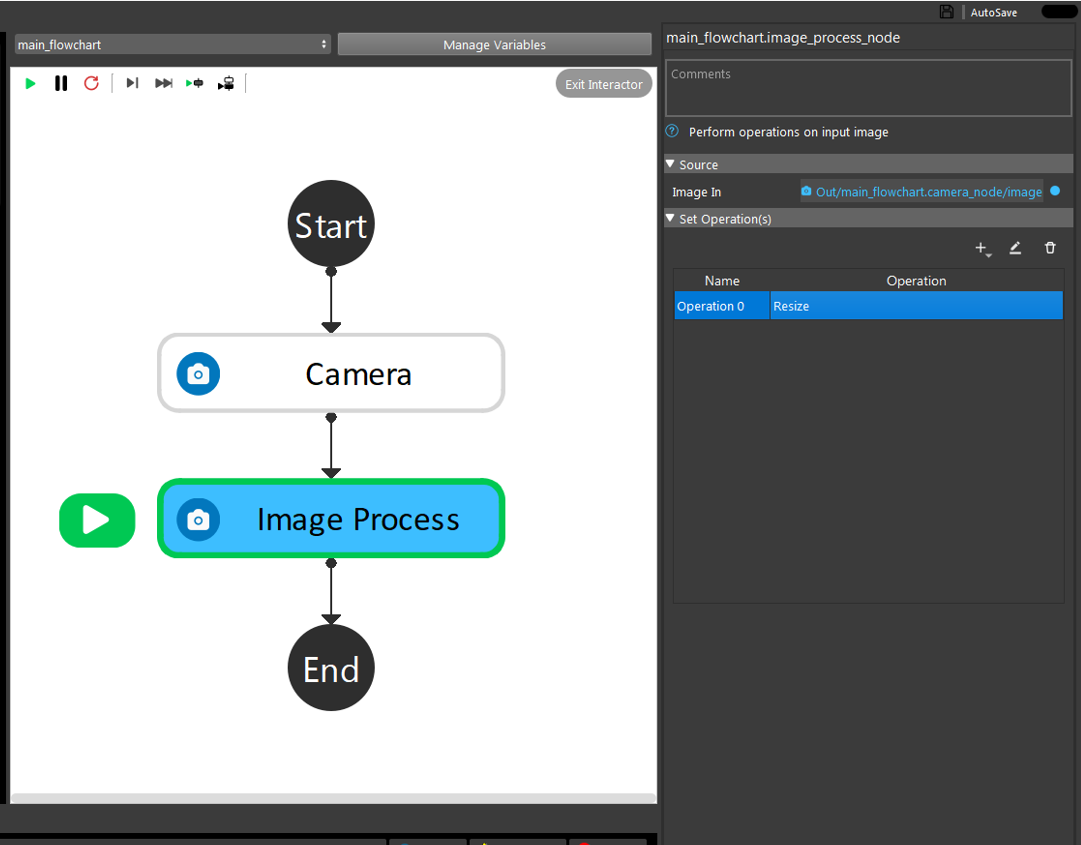 AutoSave
main_flowchart
Manage Variables
Exit Interactor
Start
Camera
Image Process
End
main_flowchart.image_process_node
Comments
? Perform operations on input image
Source
Image In Out/main_flowchart.camera_node/image
Set Operation(s)
Name Operation
Operation 0 Resize